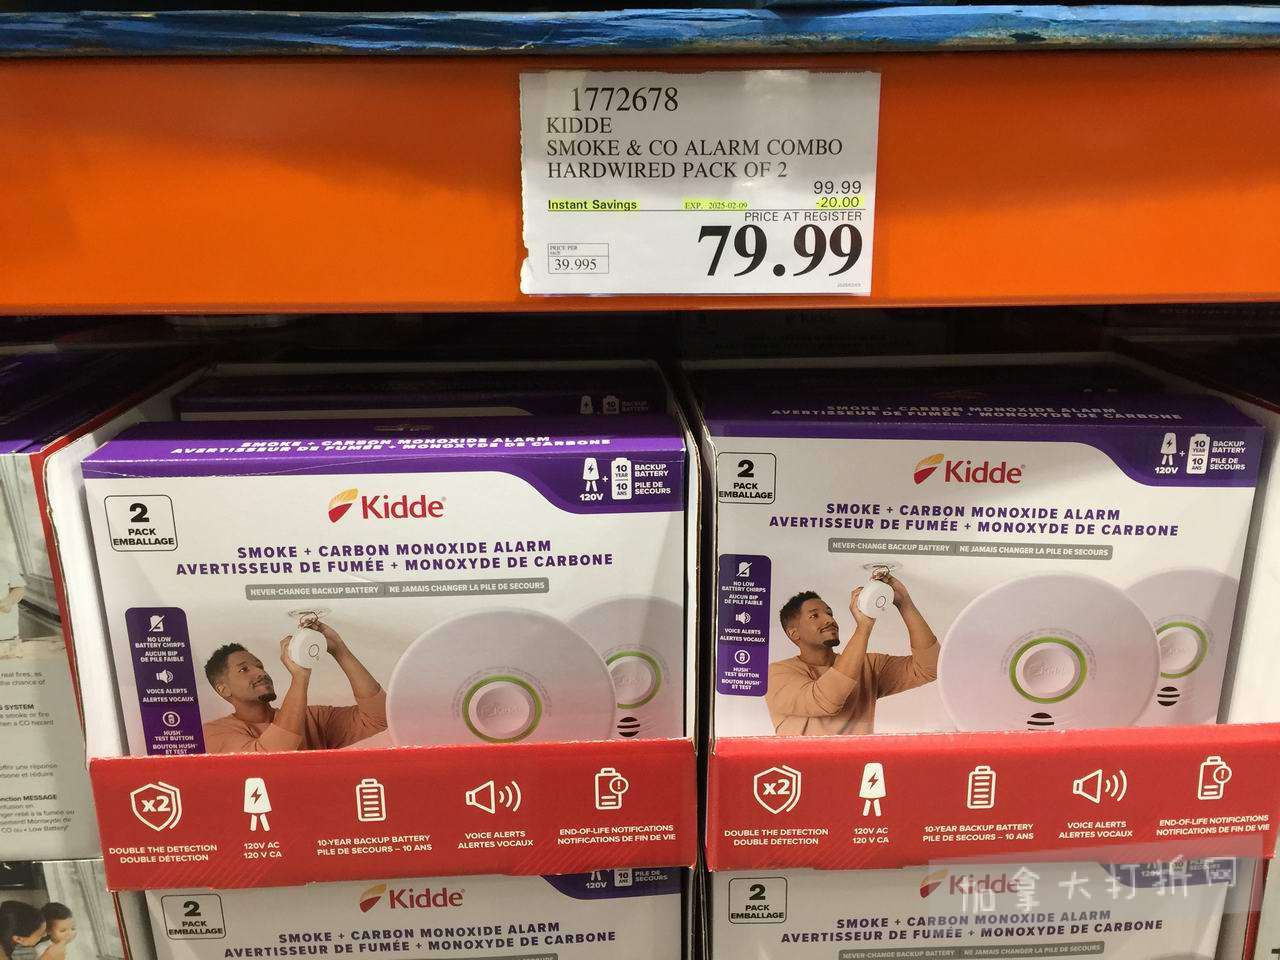 1772678
KIDDE
SMOKE & CO ALARM COMBO
HARDWIRED PACK OF 2
99.99
Instant Savings EXP. 2025-02-09 -20.00
PRICE AT REGISTER
79.99
PRICE PER
39.995
SMOKE + CARBON MONOXIDE ALARM
AVERTISSEUR DE FUMÉE + MONOXYDE DE CARBONE
2
PACK
EMBALLAGE
Kidde
120V
+
10
YEAR
10
ANS
BACKUP
BATTERY
PILE DE
SECOURS
SMOKE + CARBON MONOXIDE ALARM
AVERTISSEUR DE FUMÉE + MONOXYDE DE CARBONE
NEVER-CHANGE BACKUP BATTERY NE JAMAIS CHANGER LA PILE DE SECOURS
NO LOW
BATTERY CHIRPS
AUCUN BIP
DE PILE FAIBLE
VOICE ALERTS
ALERTES VOCAUX
HUSH™
TEST BUTTON
BOUTON HUSH™
ET TEST
x2
DOUBLE THE DETECTION
DOUBLE DÉTECTION
120V AC
120 V CA
10-YEAR BACKUP BATTERY
PILE DE SECOURS – 10 ANS
VOICE ALERTS
ALERTES VOCAUX
END-OF-LIFE NOTIFICATIONS
NOTIFICATIONS DE FIN DE VIE
SMOKE + CARBON MONOXIDE ALARM
AVERTISSEUR DE FUMÉE + MONOXYDE DE CARBONE
2
PACK
EMBALLAGE
Kidde
120V
+
10
YEAR
10
ANS
BACKUP
BATTERY
PILE DE
SECOURS
SMOKE + CARBON MONOXIDE ALARM
AVERTISSEUR DE FUMÉE + MONOXYDE DE CARBONE
NEVER-CHANGE BACKUP BATTERY NE JAMAIS CHANGER LA PILE DE SECOURS
NO LOW
BATTERY CHIRPS
AUCUN BIP
DE PILE FAIBLE
VOICE ALERTS
ALERTES VOCAUX
HUSH™
TEST BUTTON
BOUTON HUSH™
ET TEST
x2
DOUBLE THE DETECTION
DOUBLE DÉTECTION
120V AC
120 V CA
10-YEAR BACKUP BATTERY
PILE DE SECOURS – 10 ANS
VOICE ALERTS
ALERTES VOCAUX
END-OF-LIFE NOTIFICATIONS
NOTIFICATIONS DE FIN DE VIE
2
PACK
EMBALLAGE
Kidde
120V
10
ANS
PILE DE
SECOURS
SMOKE + CARBON MONOXIDE ALARM
AVERTISSEUR DE FUMÉE + MONOXYDE DE CARBONE
2
PACK
EMBALLAGE
Kidde
SMOKE + CARBON MONOXIDE ALARM
AVERTISSEUR DE FUMÉE + MONOXYDE DE CARBONE
NEVER-CHANGE BACKUP BATTERY NE JAMAIS CHANGER LA PILE DE SECOURS
加拿大打折网